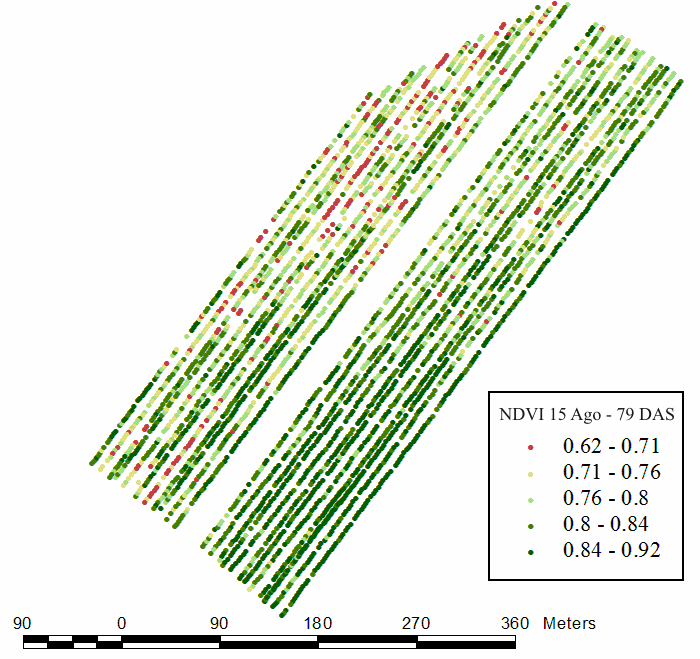 NDVI 15 Ago - 79 DAS
0.62 - 0.71
0.71 - 0.76
0.76 - 0.8
0.8 - 0.84
0.84 - 0.92
90 0 90 180 270 360 Meters